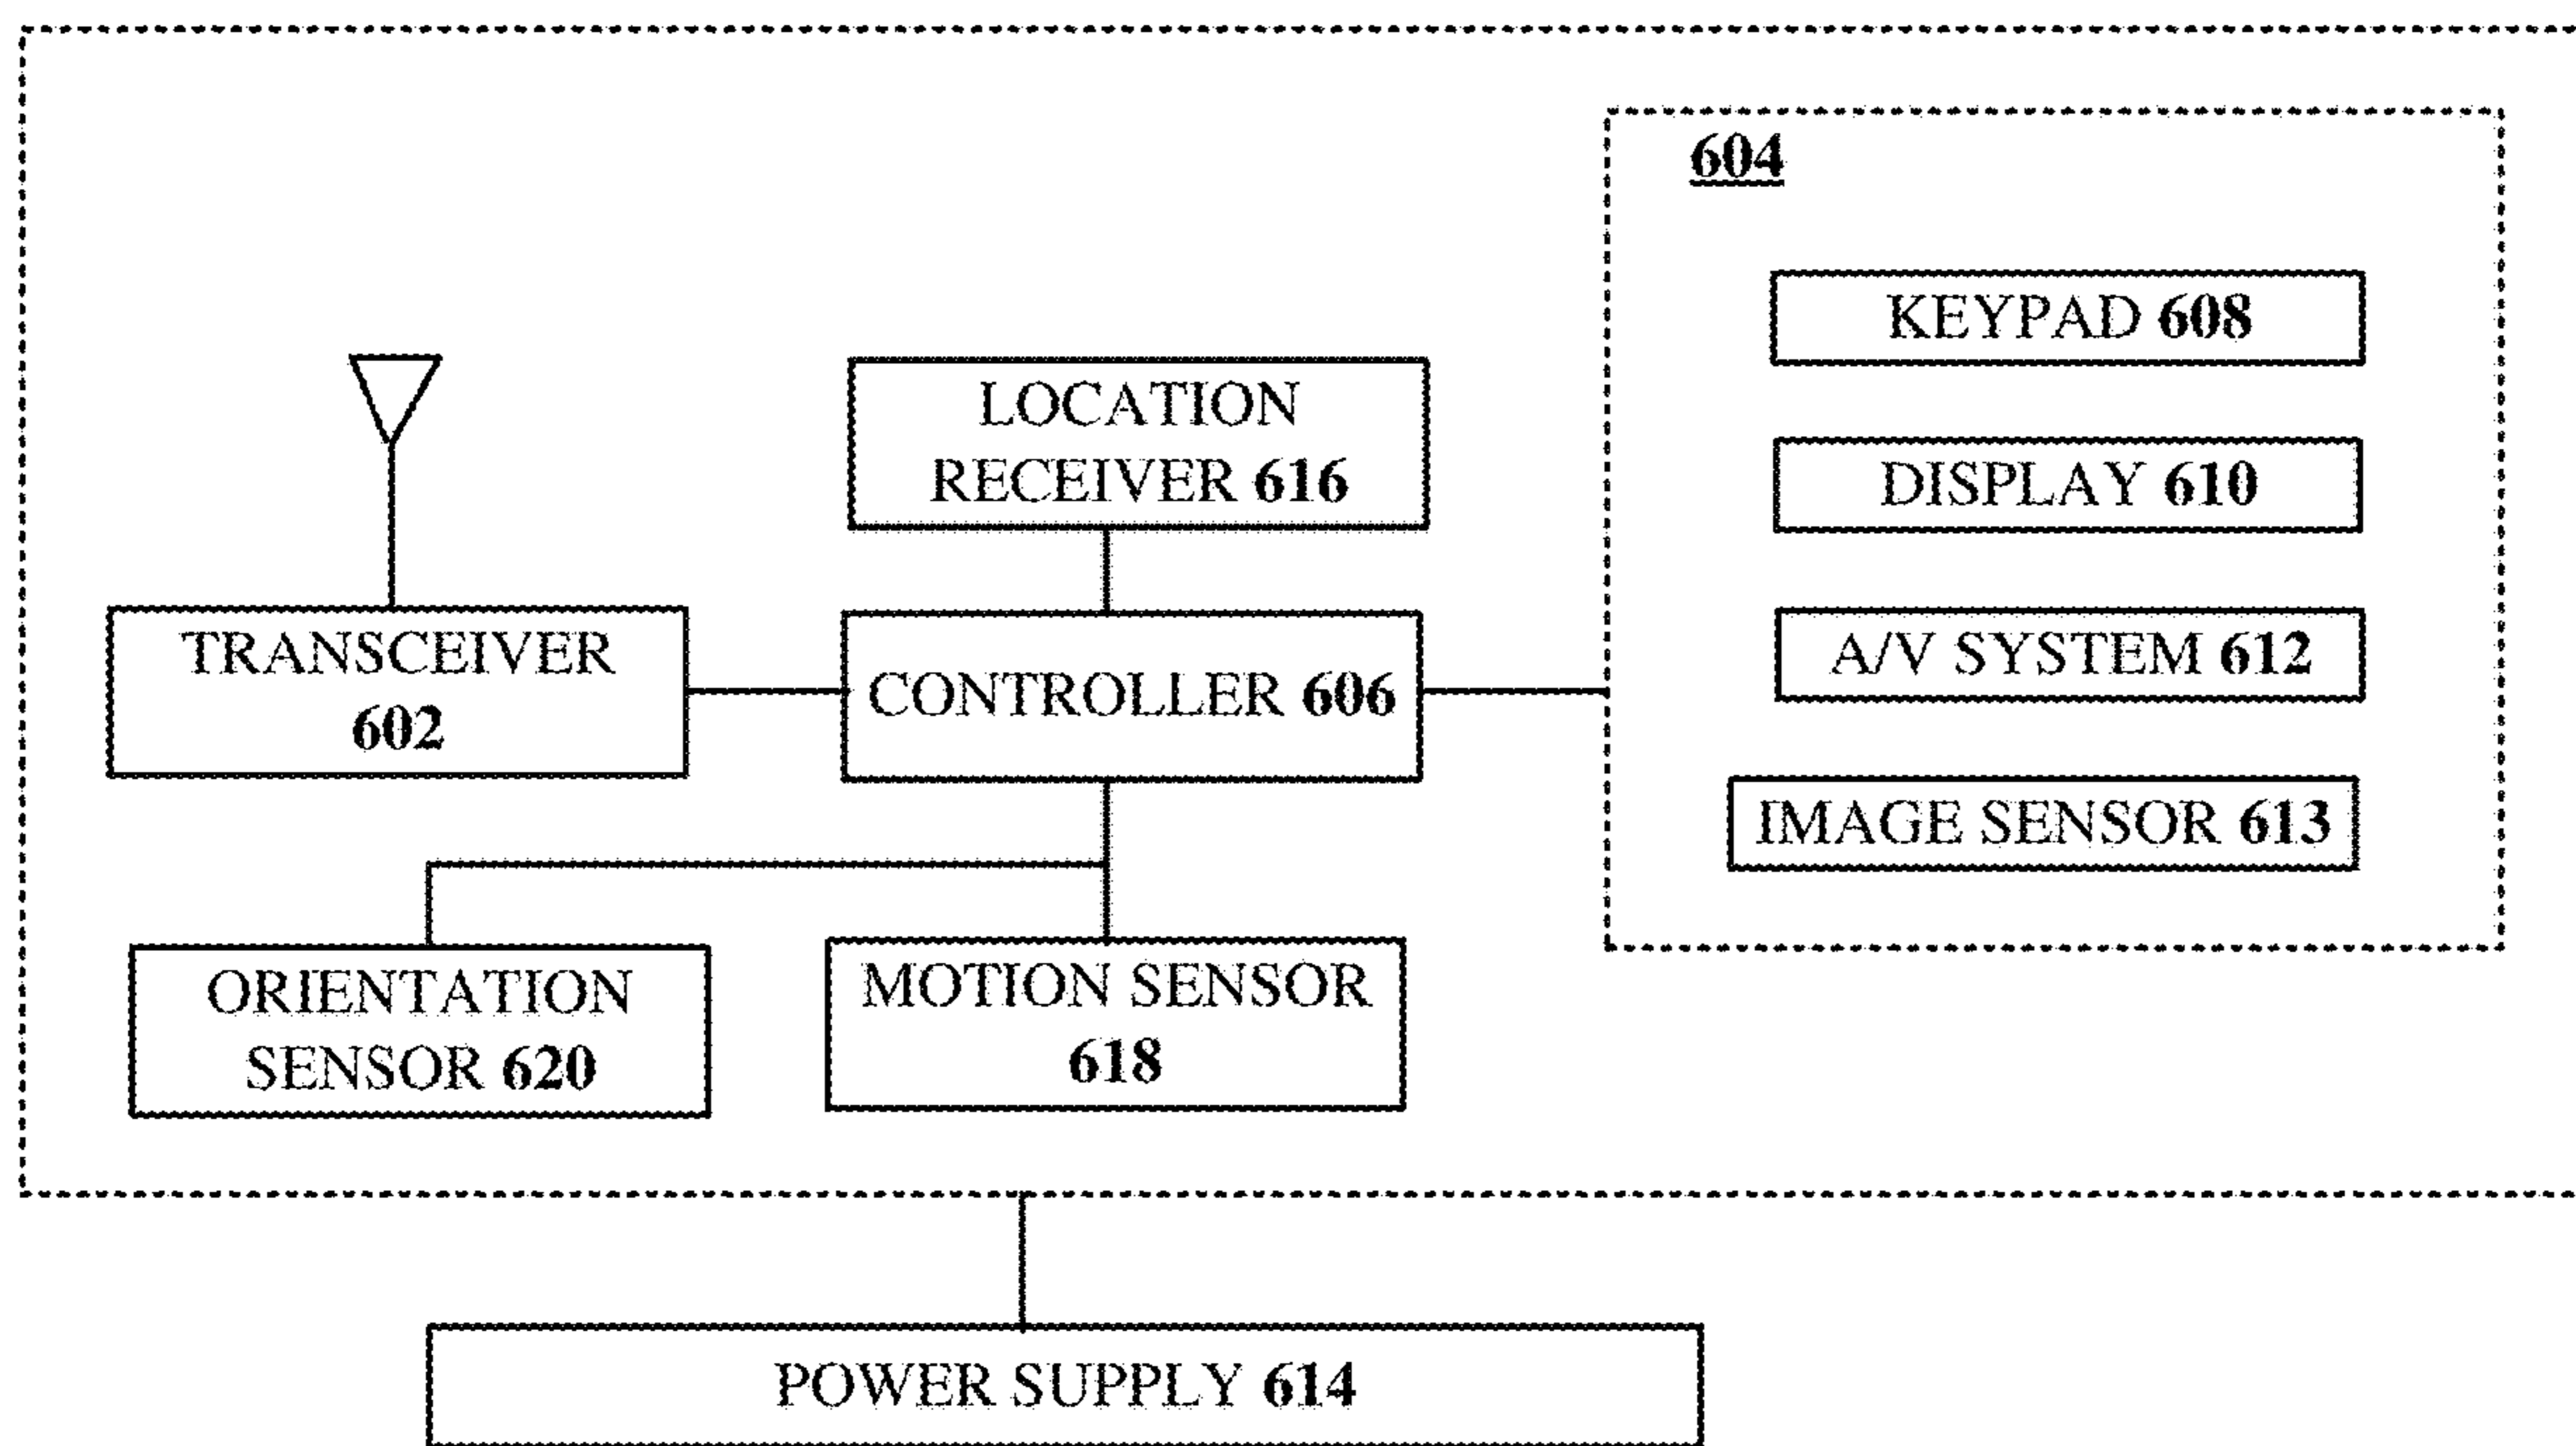 604
KEYPAD 608
DISPLAY 610
A/V SYSTEM 612
IMAGE SENSOR 613
LOCATION
RECEIVER 616
TRANSCEIVER
602
CONTROLLER 606
ORIENTATION
SENSOR 620
MOTION SENSOR
618
POWER SUPPLY 614